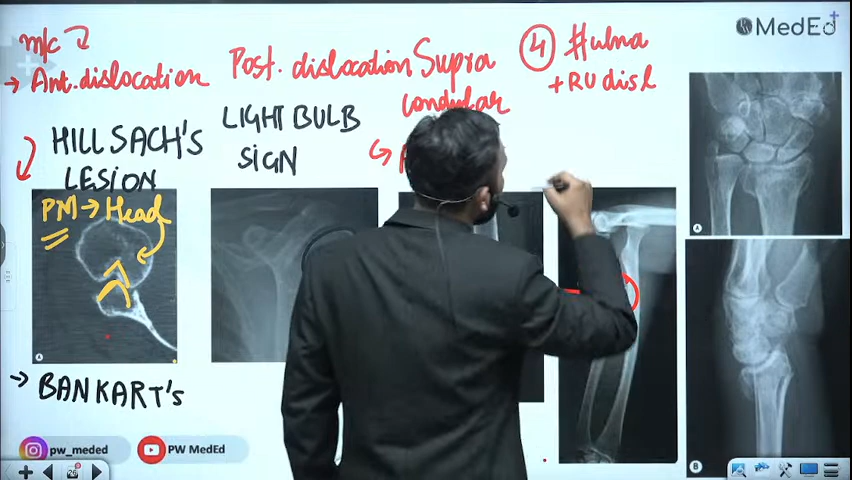 m/c
→ Ant. dislocation
HILL SACH'S
LESION
PM → Head
A
→ BANKART'S
Post. dislocation
LIGHT BULB
SIGN
Supra
condylar
④ #ulna
+ RU disl
MedEd
A
B
pw_meded
PW MedEd
26